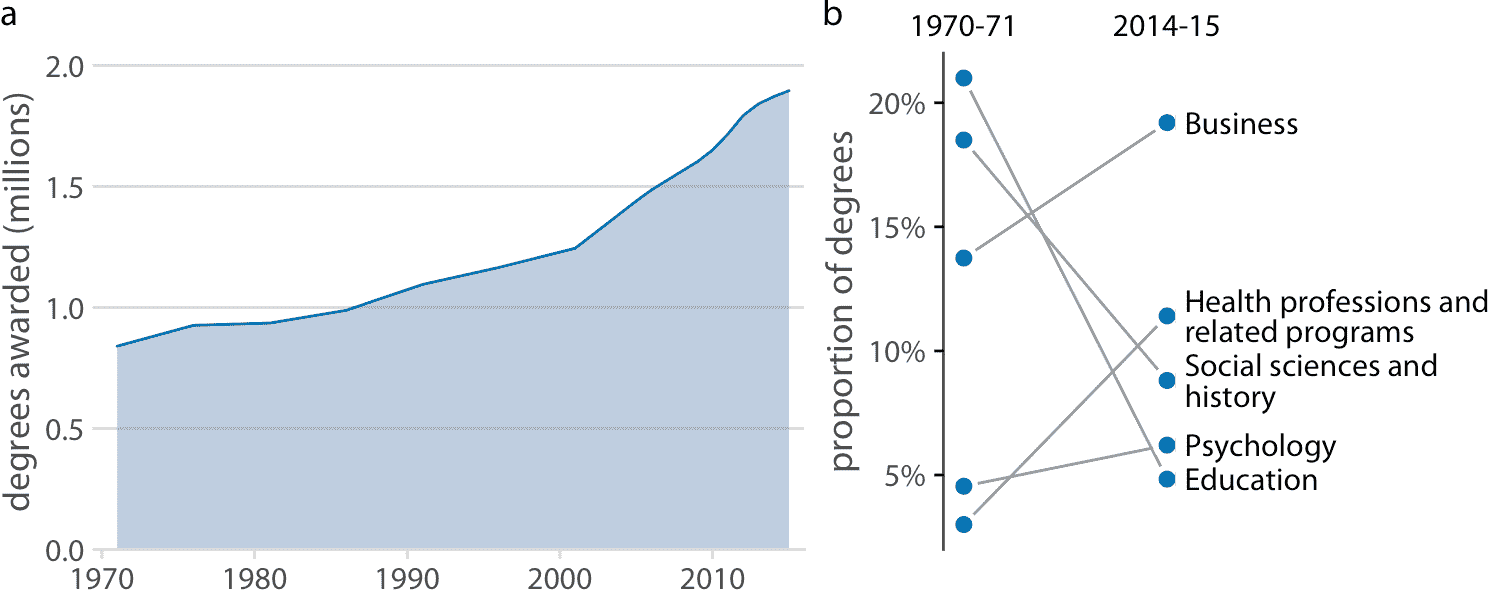 a
degrees awarded (millions)
2.0
1.5
1.0
0.5
0.0
1970
1980
1990
2000
2010
b
1970-71
2014-15
proportion of degrees
20%
15%
10%
5%
Business
Health professions and
related programs
Social sciences and
history
Psychology
Education